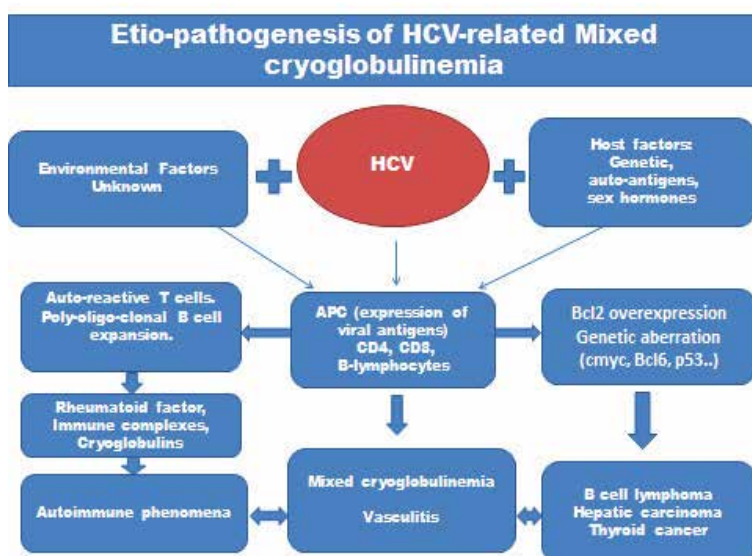 Etio-pathogenesis of HCV-related Mixed
cryoglobulinemia
Environmental Factors
Unknown
HCV
Host factors:
Genetic,
auto-antigens,
sex hormones
Auto-reactive T cells.
Poly-oligo-clonal B cell
expansion.
APC (expression of
viral antigens)
CD4, CD8,
B-lymphocytes
Bcl2 overexpression
Genetic aberration
(cmyc, Bcl6, p53..)
Rheumatoid factor,
Immune complexes,
Cryoglobulins
Autoimmune phenomena
Mixed cryoglobulinemia
Vasculitis
B cell lymphoma
Hepatic carcinoma
Thyroid cancer